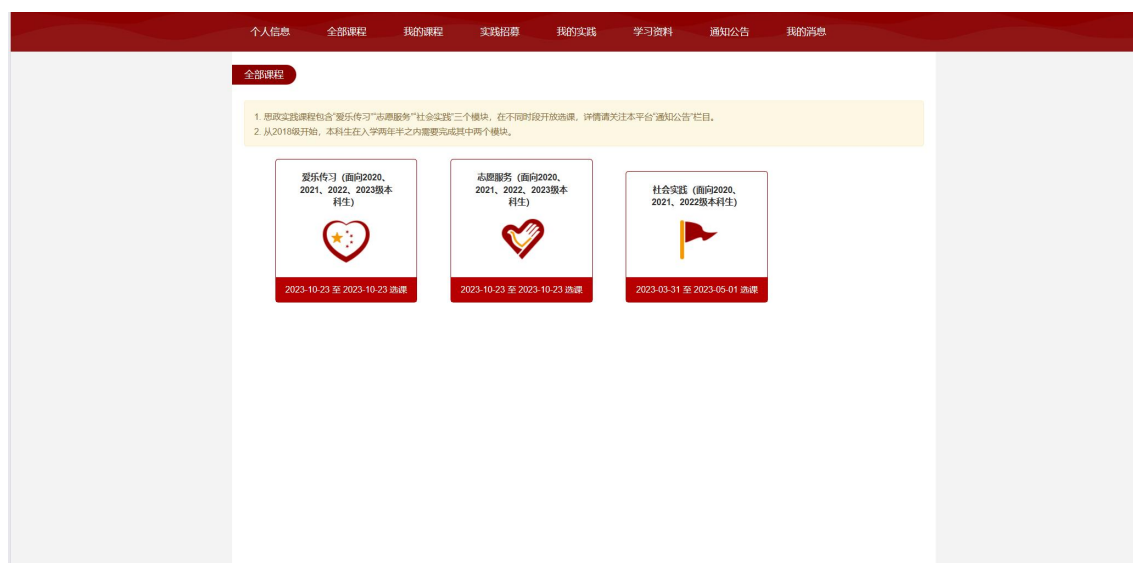 个人信息 全部课程 我的课程 实践招募 我的实践 学习资料 通知公告 我的消息
全部课程
1. 思政实践课程包含“爱乐传习”“志愿服务”“社会实践”三个模块，在不同时段开放选课，详情请关注本平台“通知公告”栏目。
2. 从2018级开始，本科生在入学两年半之内需要完成其中两个模块。
爱乐传习（面向2020、
2021、2022、2023级本
科生）
2023-10-23 至 2023-10-23 选课
志愿服务（面向2020、
2021、2022、2023级本
科生）
2023-10-23 至 2023-10-23 选课
社会实践（面向2020、
2021、2022级本科生）
2023-03-31 至 2023-05-01 选课